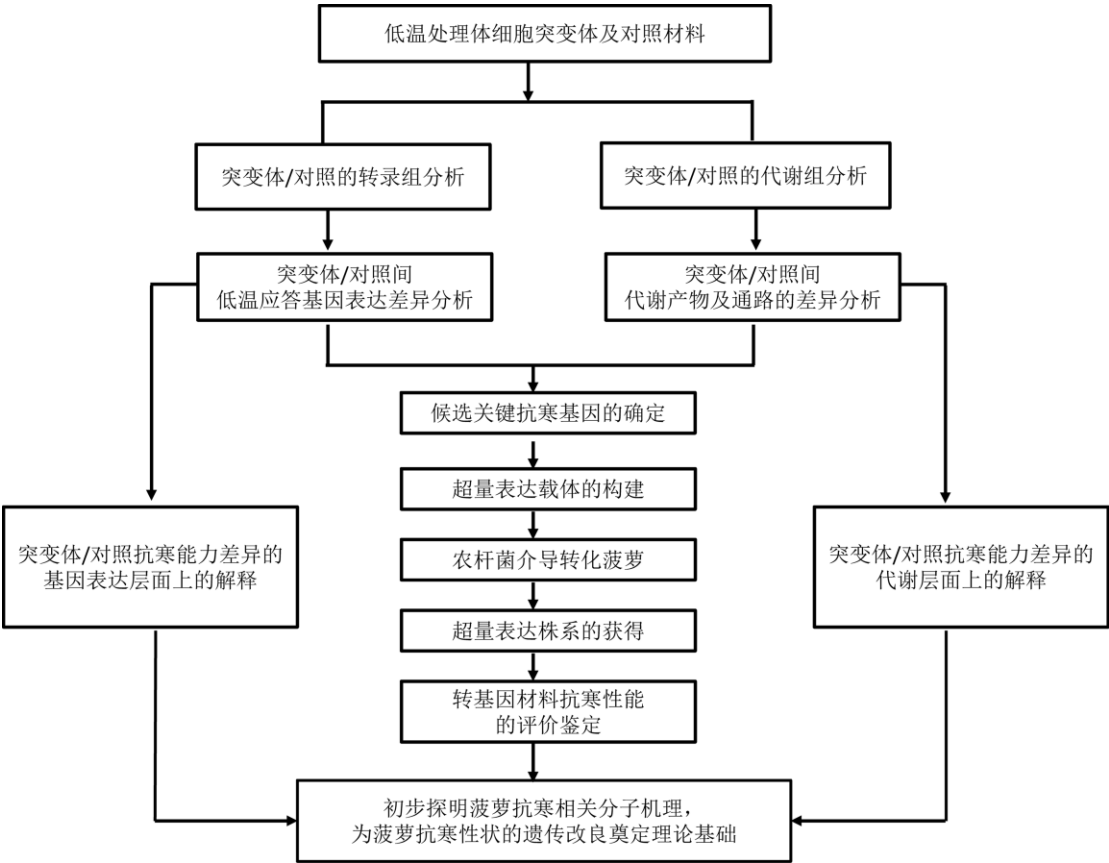 低温处理体细胞突变体及对照材料
突变体/对照的转录组分析
突变体/对照的代谢组分析
突变体/对照间
低温应答基因表达差异分析
突变体/对照间
代谢产物及通路的差异分析
候选关键抗寒基因的确定
超量表达载体的构建
突变体/对照抗寒能力差异的
基因表达层面上的解释
农杆菌介导转化菠萝
突变体/对照抗寒能力差异的
代谢层面上的解释
超量表达株系的获得
转基因材料抗寒性能
的评价鉴定
初步探明菠萝抗寒相关分子机理，
为菠萝抗寒性状的遗传改良奠定理论基础